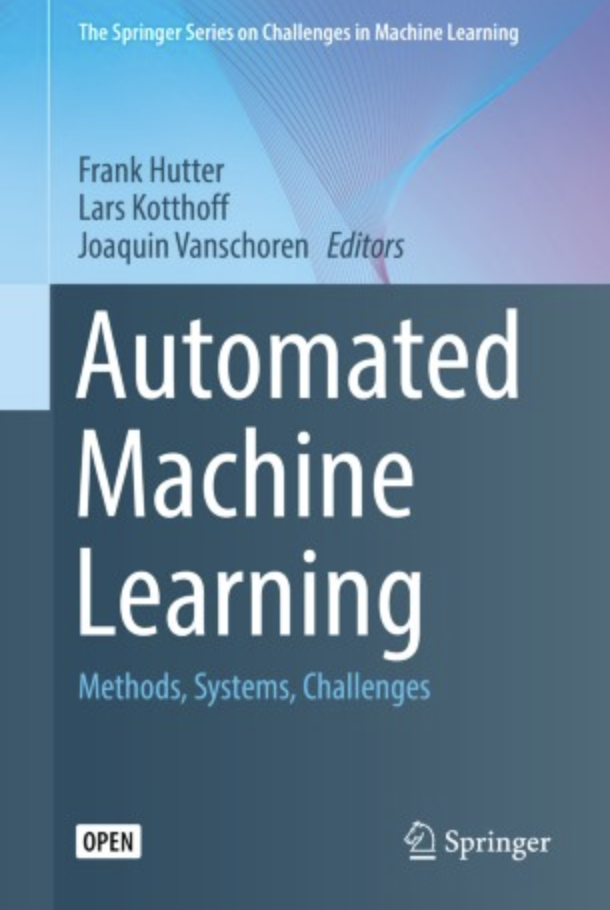 The Springer Series on Challenges in Machine Learning
Frank Hutter
Lars Kotthoff
Joaquin Vanschoren Editors
Automated
Machine
Learning
Methods, Systems, Challenges
OPEN
Springer